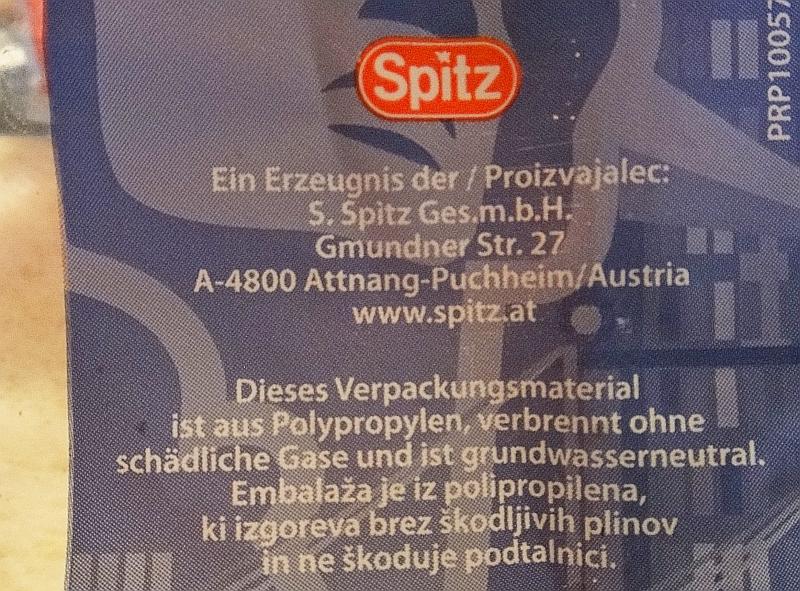 Spitz
PRP10057
Ein Erzeugnis der / Proizvajalec:
S. Spitz Ges.m.b.H.
Gmundner Str. 27
A-4800 Attnang-Puchheim/Austria
www.spitz.at
Dieses Verpackungsmaterial
ist aus Polypropylen, verbrennt ohne
schädliche Gase und ist grundwasserneutral.
Embalaža je iz polipropilena,
ki izgoreva brez škodljivih plinov
in ne škoduje podtalnici.